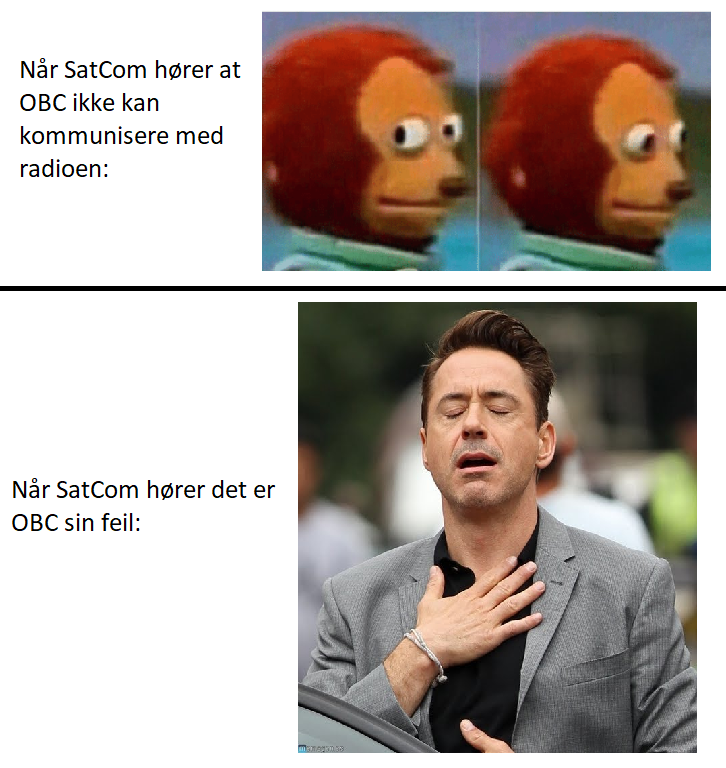 Når SatCom hører at
OBC ikke kan
kommunisere med
radioen:
Når SatCom hører det er
OBC sin feil: